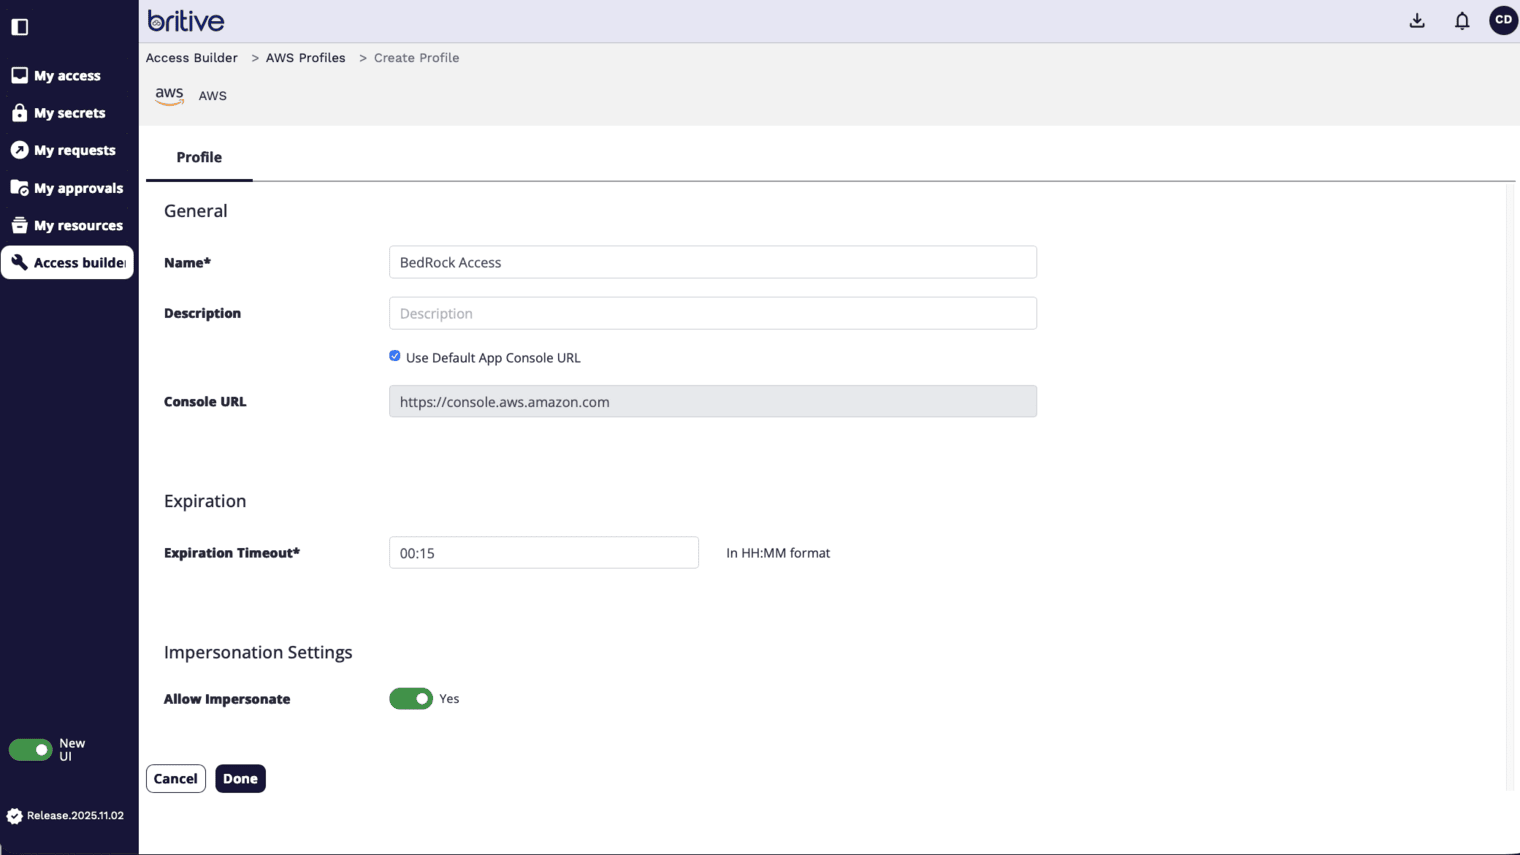 britive
CD
My access
My secrets
My requests
My approvals
My resources
Access builder
New
UI
Release.2025.11.02
Access Builder > AWS Profiles > Create Profile
aws AWS
Profile
General
Name* BedRock Access
Description Description
Use Default App Console URL
Console URL https://console.aws.amazon.com
Expiration
Expiration Timeout* 00:15 In HH:MM format
Impersonation Settings
Allow Impersonate Yes
Cancel Done